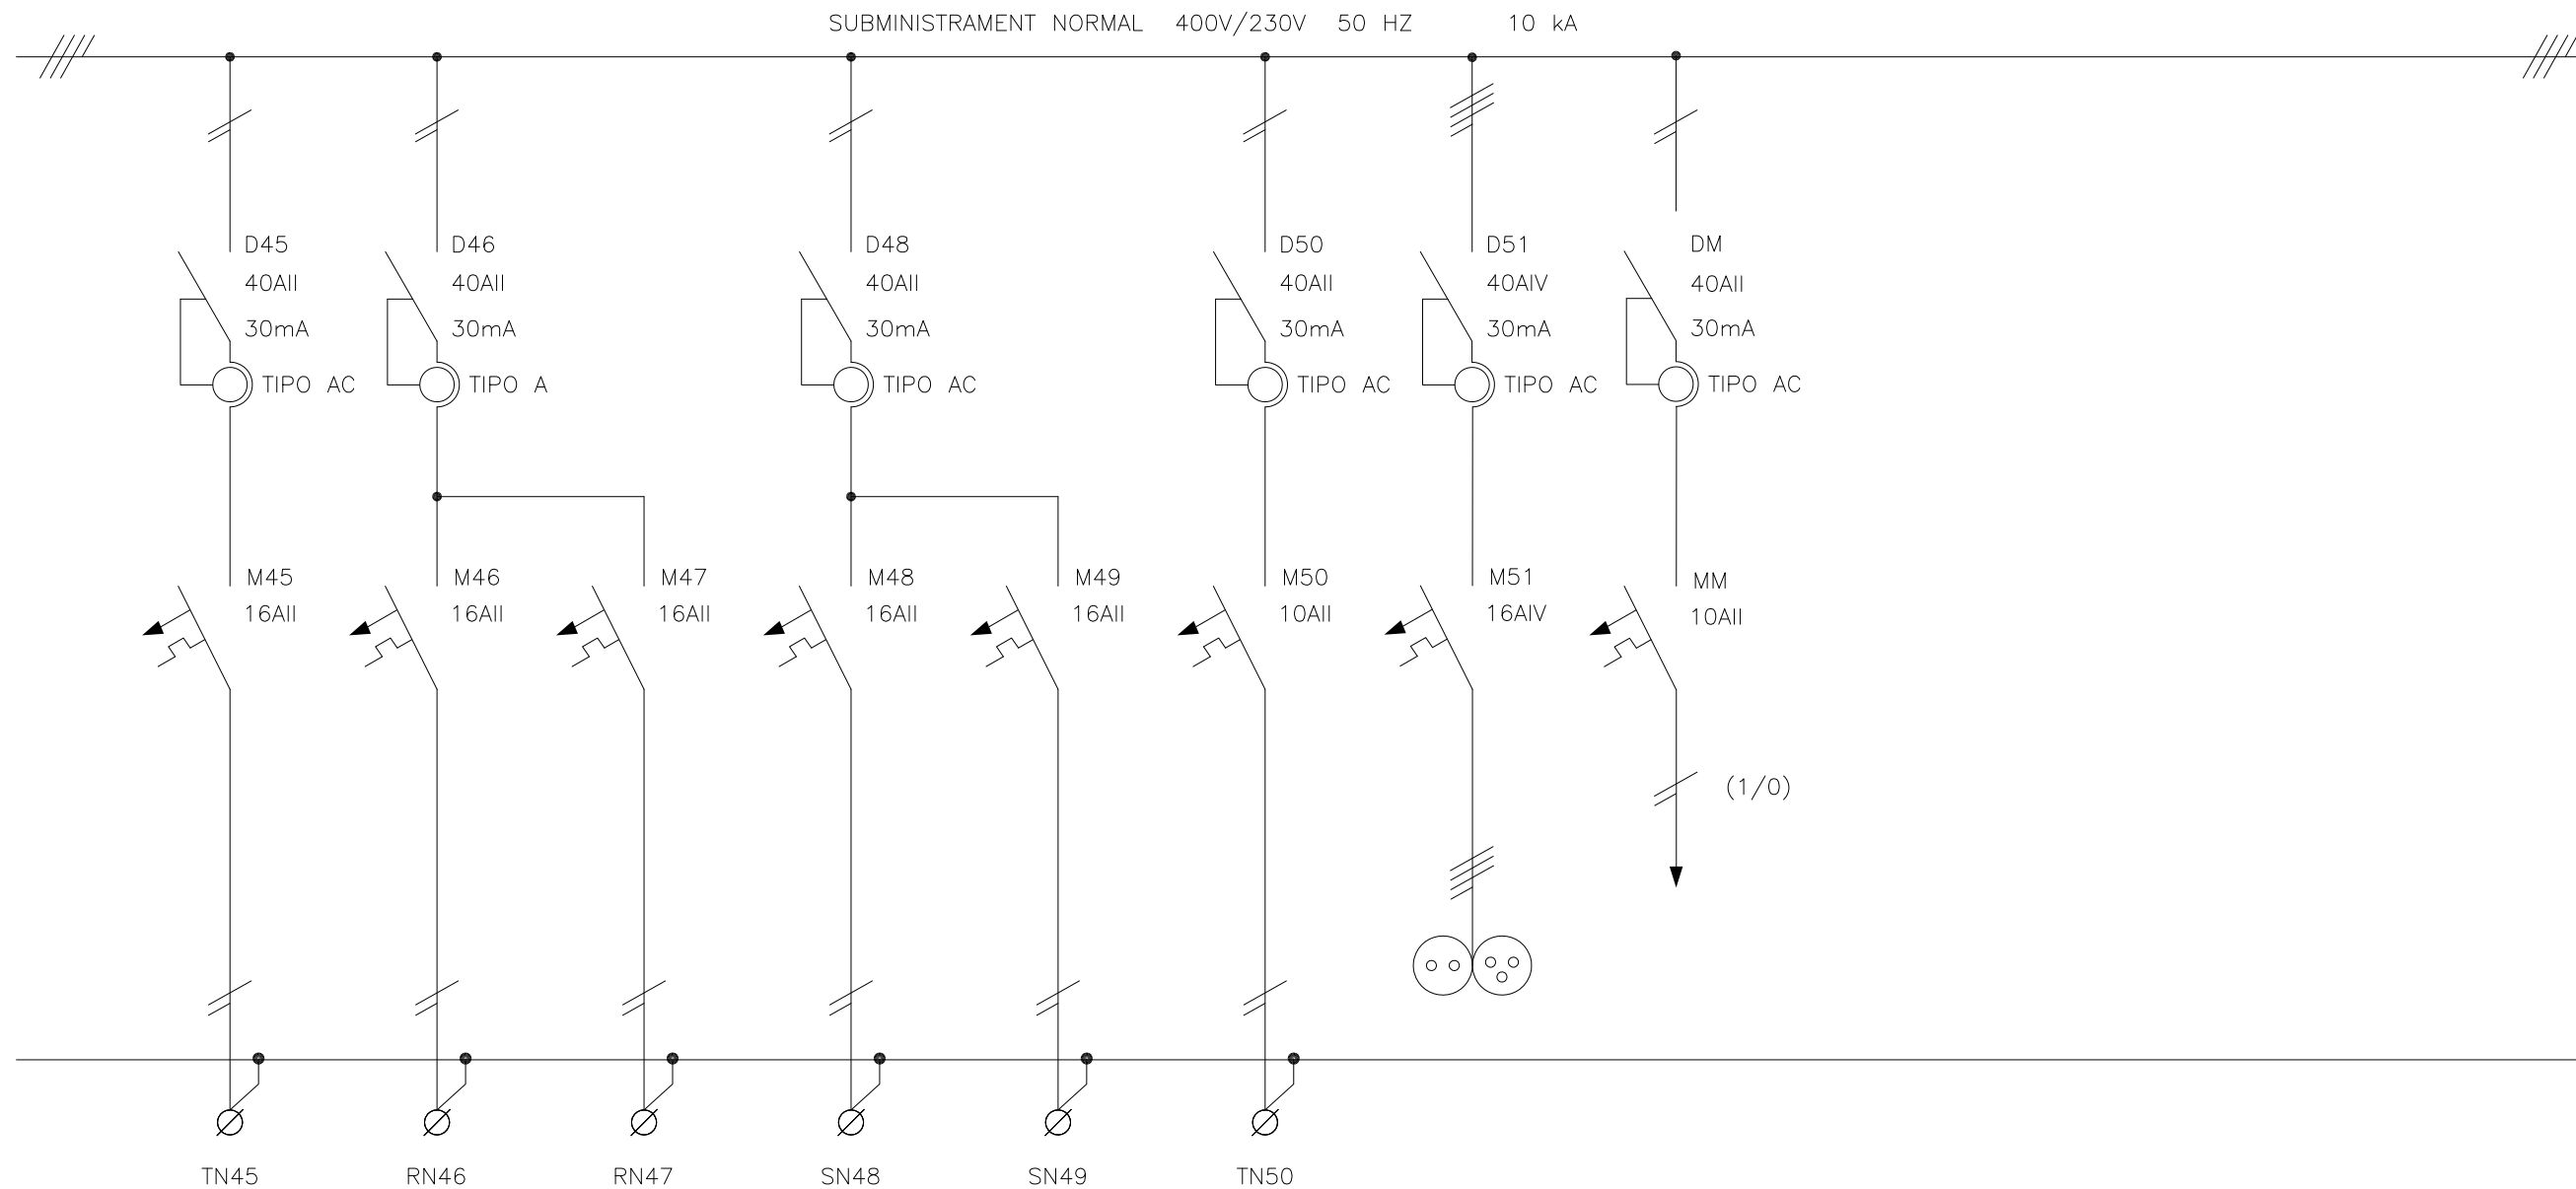 SUBMINISTRAMENT NORMAL 400V/230V 50 HZ 10 kA
D45 D46 D48 D50 D51 DM
40AII 40AII 40AII 40AII 40AIV 40AII
30mA 30mA 30mA 30mA 30mA 30mA
TIPO AC TIPO A TIPO AC TIPO AC TIPO AC TIPO AC
M45 M46 M47 M48 M49 M50 M51 MM
16AII 16AII 16AII 16AII 16AII 10AII 16AIV 10AII
(1/0)
TN45 RN46 RN47 SN48 SN49 TN50